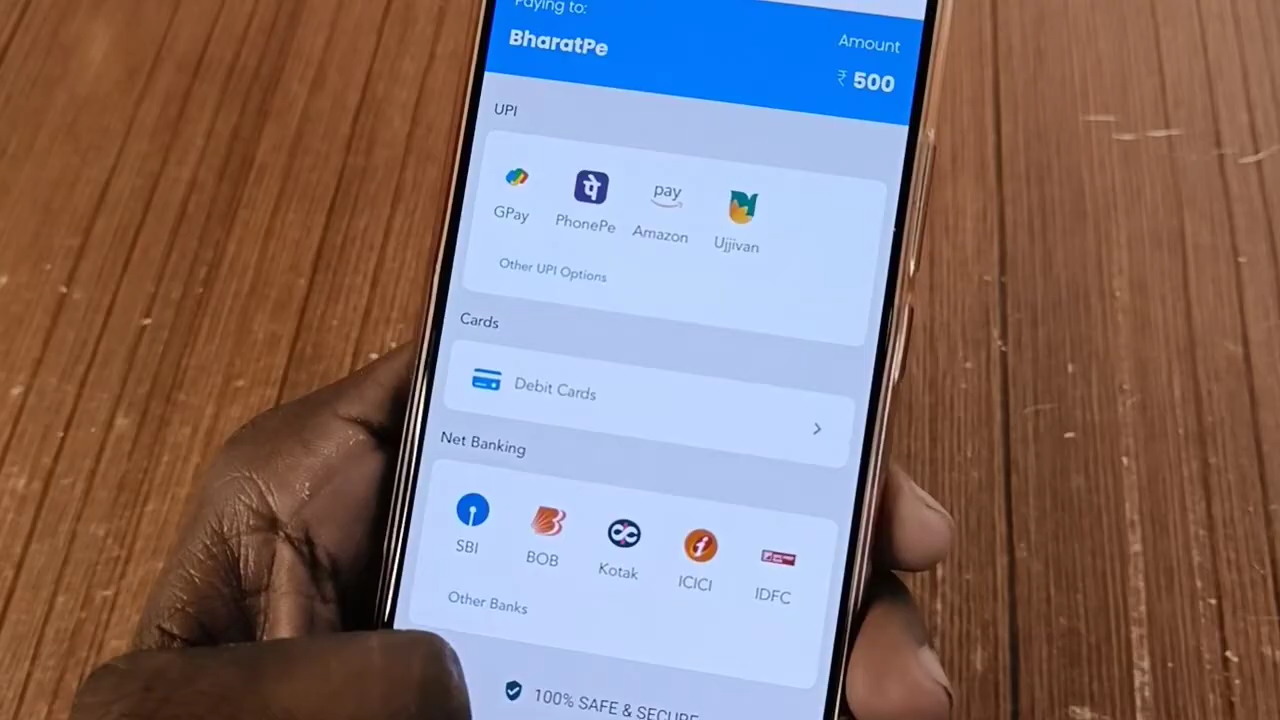 Paying to:
BharatPe
Amount
₹ 500
UPI
पे
pay
GPay
PhonePe
Amazon
Ujjivan
Other UPI Options
Cards
Debit Cards
Net Banking
SBI
BOB
Kotak
ICICI
IDFC
Other Banks
100% SAFE & SECURE